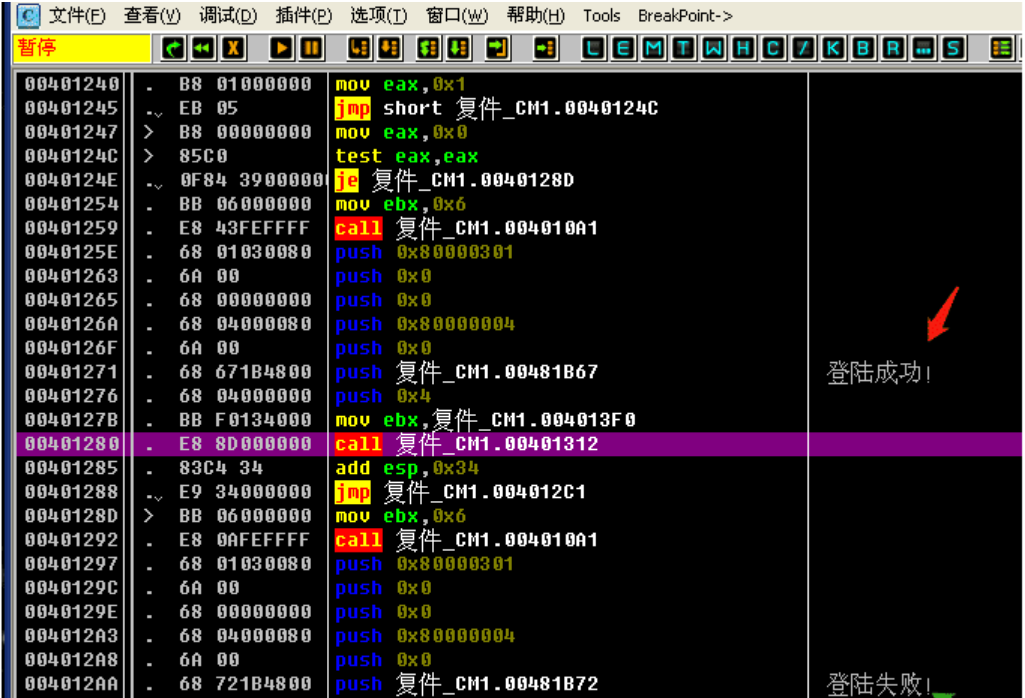 C 文件(F) 查看(V) 调试(D) 插件(P) 选项(T) 窗口(W) 帮助(H) Tools BreakPoint->
暂停 X L E M T W H C / K B R ... S
00401240 . B8 01000000 mov eax,0x1
00401245 .. EB 05 jmp short 复件_CM1.0040124C
00401247 > B8 00000000 mov eax,0x0
0040124C > 85C0 test eax,eax
0040124E .. 0F84 39000000 je 复件_CM1.0040128D
00401254 . BB 06000000 mov ebx,0x6
00401259 . E8 43FEFFFF call 复件_CM1.004010A1
0040125E . 68 01030080 push 0x80000301
00401263 . 6A 00 push 0x0
00401265 . 68 00000000 push 0x0
0040126A . 68 04000080 push 0x80000004
0040126F . 6A 00 push 0x0
00401271 . 68 671B4800 push 复件_CM1.00481B67 登陆成功!
00401276 . 68 04000000 push 0x4
0040127B . BB F0134000 mov ebx,复件_CM1.004013F0
00401280 . E8 8D000000 call 复件_CM1.00401312
00401285 . 83C4 34 add esp,0x34
00401288 .. E9 34000000 jmp 复件_CM1.004012C1
0040128D > BB 06000000 mov ebx,0x6
00401292 . E8 0AFEFFFF call 复件_CM1.004010A1
00401297 . 68 01030080 push 0x80000301
0040129C . 6A 00 push 0x0
0040129E . 68 00000000 push 0x0
004012A3 . 68 04000080 push 0x80000004
004012A8 . 6A 00 push 0x0
004012AA . 68 721B4800 push 复件_CM1.00481B72 登陆失败!